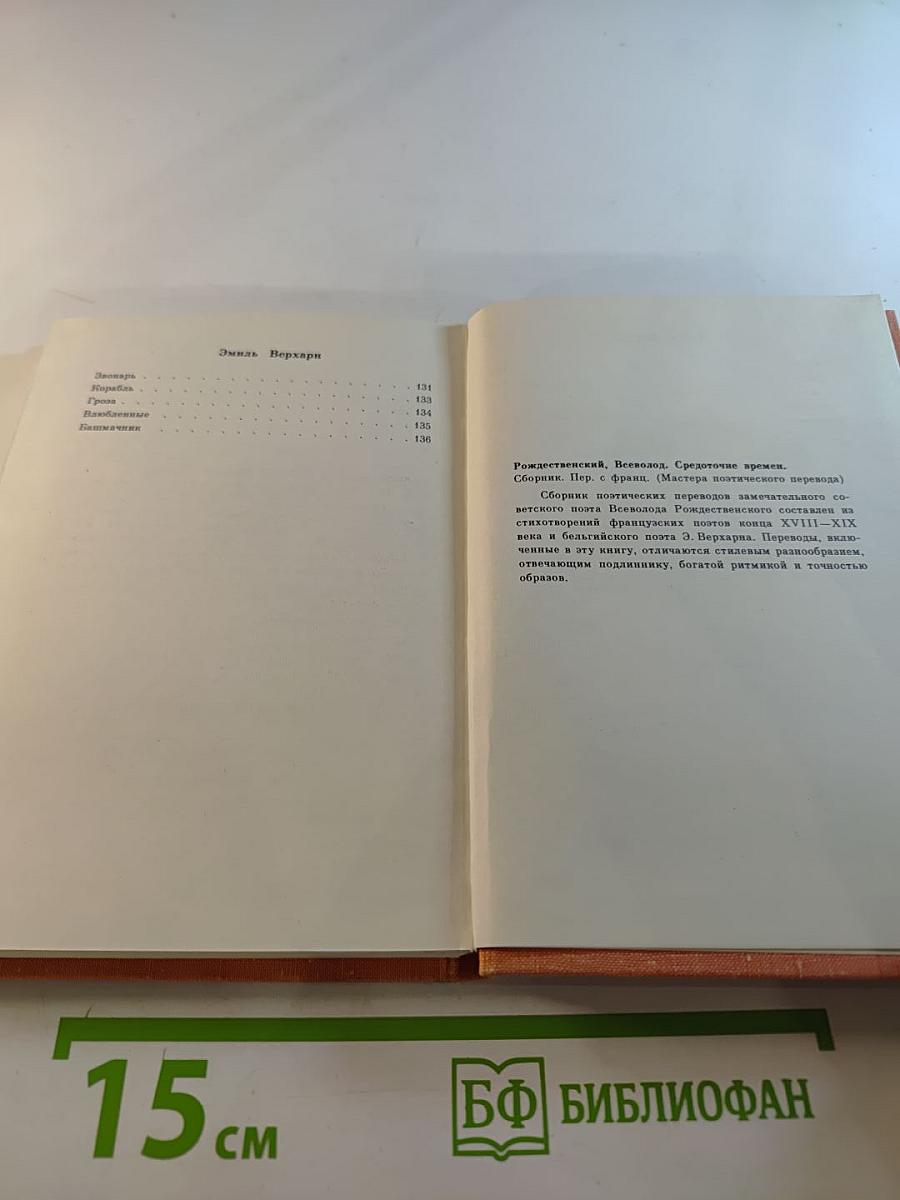 Эмиль Верхарн
Звонарь . . . . . . . . . . . . . . . . . . . 131
Корабль . . . . . . . . . . . . . . . . . . . 133
Гроза . . . . . . . . . . . . . . . . . . . . 134
Влюбленные . . . . . . . . . . . . . . . . . 135
Башмачник . . . . . . . . . . . . . . . . . . 136
Рождественский, Всеволод. Средоточие времен.
Сборник. Пер. с франц. (Мастера поэтического перевода)
Сборник поэтических переводов замечательного со-
ветского поэта Всеволода Рождественского составлен из
стихотворений французских поэтов конца XVIII—XIX
века и бельгийского поэта Э. Верхарна. Переводы, вклю-
ченные в эту книгу, отличаются стилевым разнообразием,
отвечающим подлиннику, богатой ритмикой и точностью
образов.
15 см
БФ БИБЛИОФАН